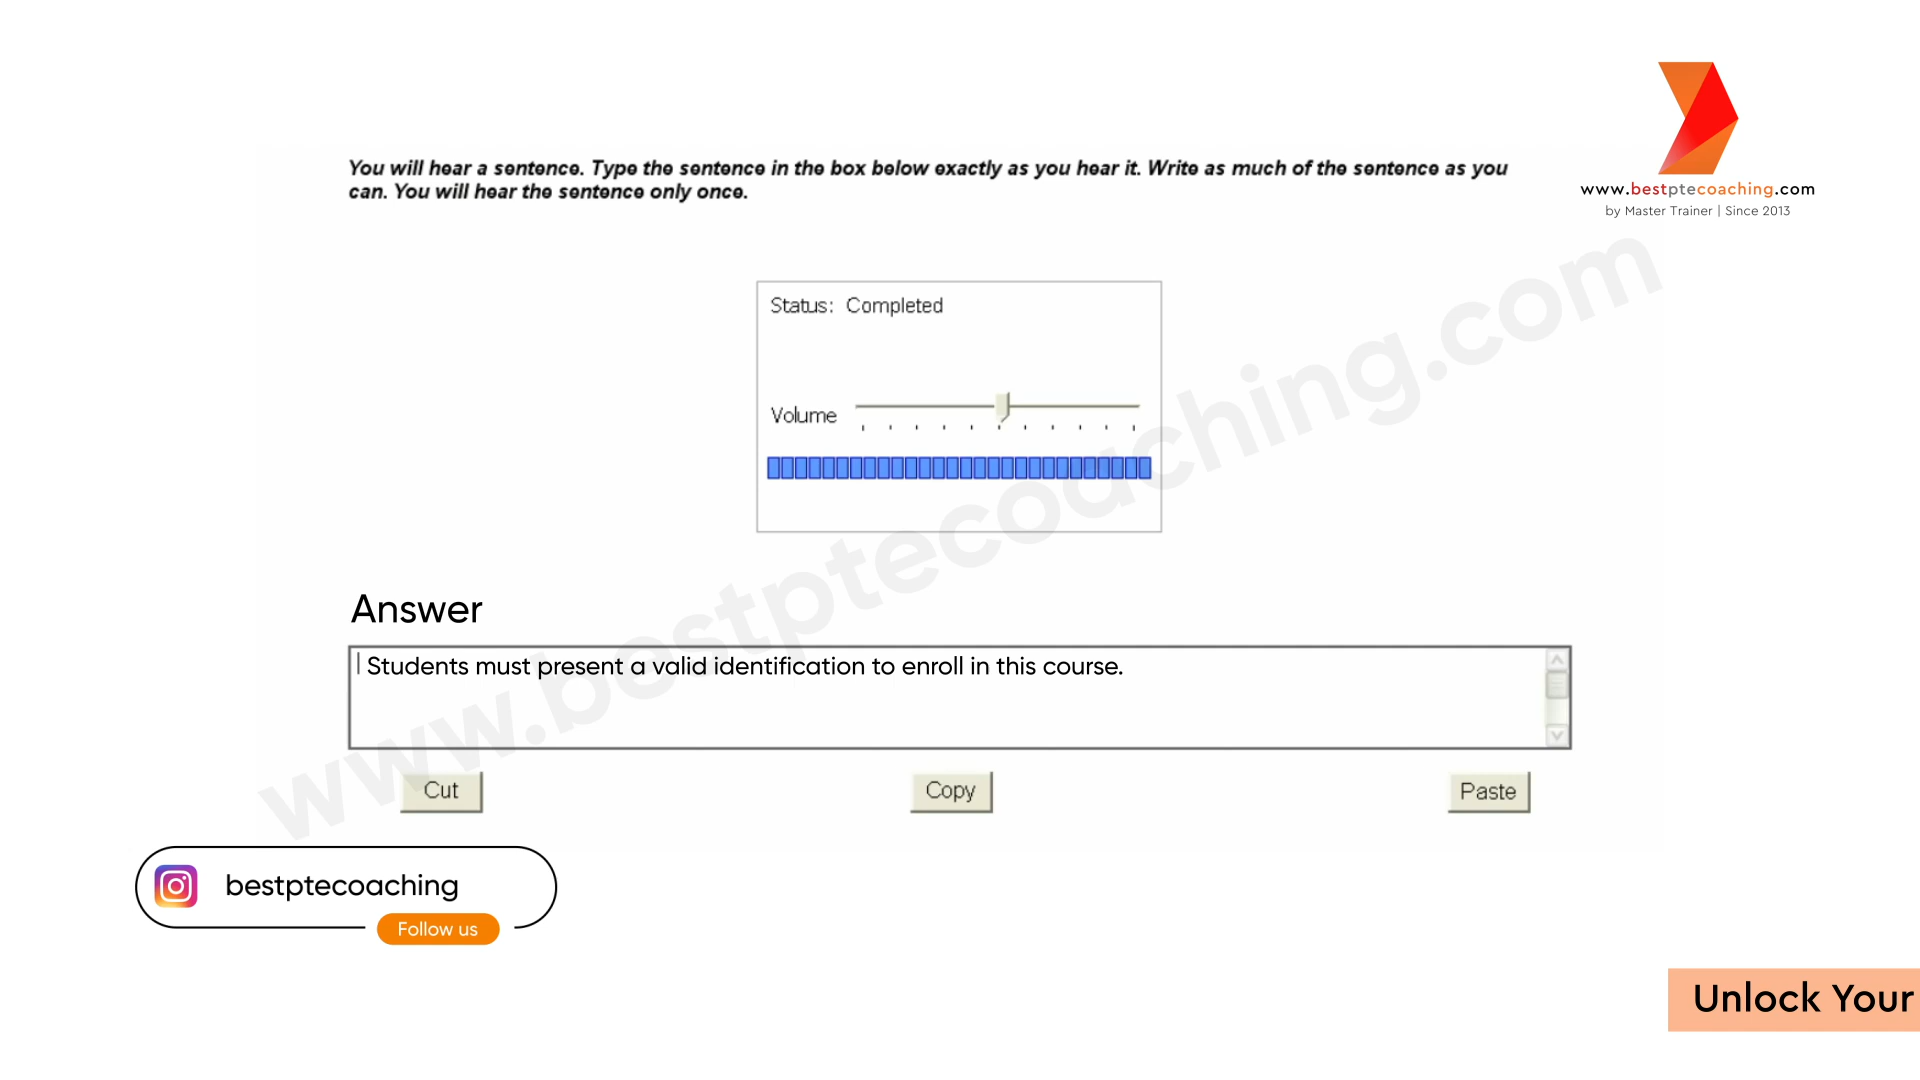 You will hear a sentence. Type the sentence in the box below exactly as you hear it. Write as much of the sentence as you
can. You will hear the sentence only once.
www.bestptecoaching.com
by Master Trainer | Since 2013
Status: Completed
Volume
www.bestptecoaching.com
Answer
Students must present a valid identification to enroll in this course.
Cut
Copy
Paste
bestptecoaching
Follow us
Unlock Your